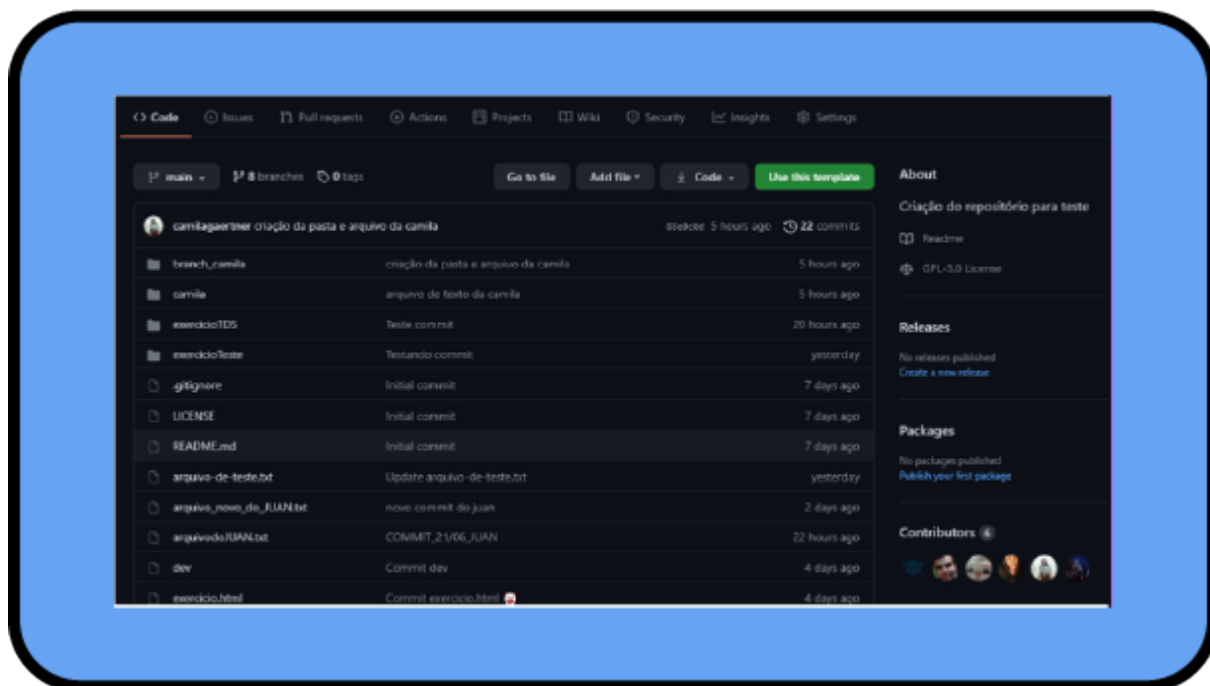 <> Code Issues Pull requests Actions Projects Wiki Security Insights Settings
main 8 branches 0 tags Go to file Add file Code Use this template
camilagaertner criação da pasta e arquivo da camila 5 hours ago 22 commits
branch_camila criação da pasta e arquivo da camila 5 hours ago
camila arquivo de texto da camila 5 hours ago
exercicioTDS Teste commit 20 hours ago
exercicioTeste Testando commit yesterday
.gitignore Initial commit 7 days ago
LICENSE Initial commit 7 days ago
README.md Initial commit 7 days ago
arquivo-de-teste.txt Update arquivo-de-teste.txt yesterday
arquivo_novo_do_JUAN.txt novo commit do juan 2 days ago
arquivodoJUAN.txt COMMIT_21/06_JUAN 22 hours ago
dev Commit dev 4 days ago
exercicio.html Commit exercicio.html 4 days ago
About
Criação do repositório para teste
Readme
GPL-3.0 License
Releases
No releases published
Create a new release
Packages
No packages published
Publish your first package
Contributors 6